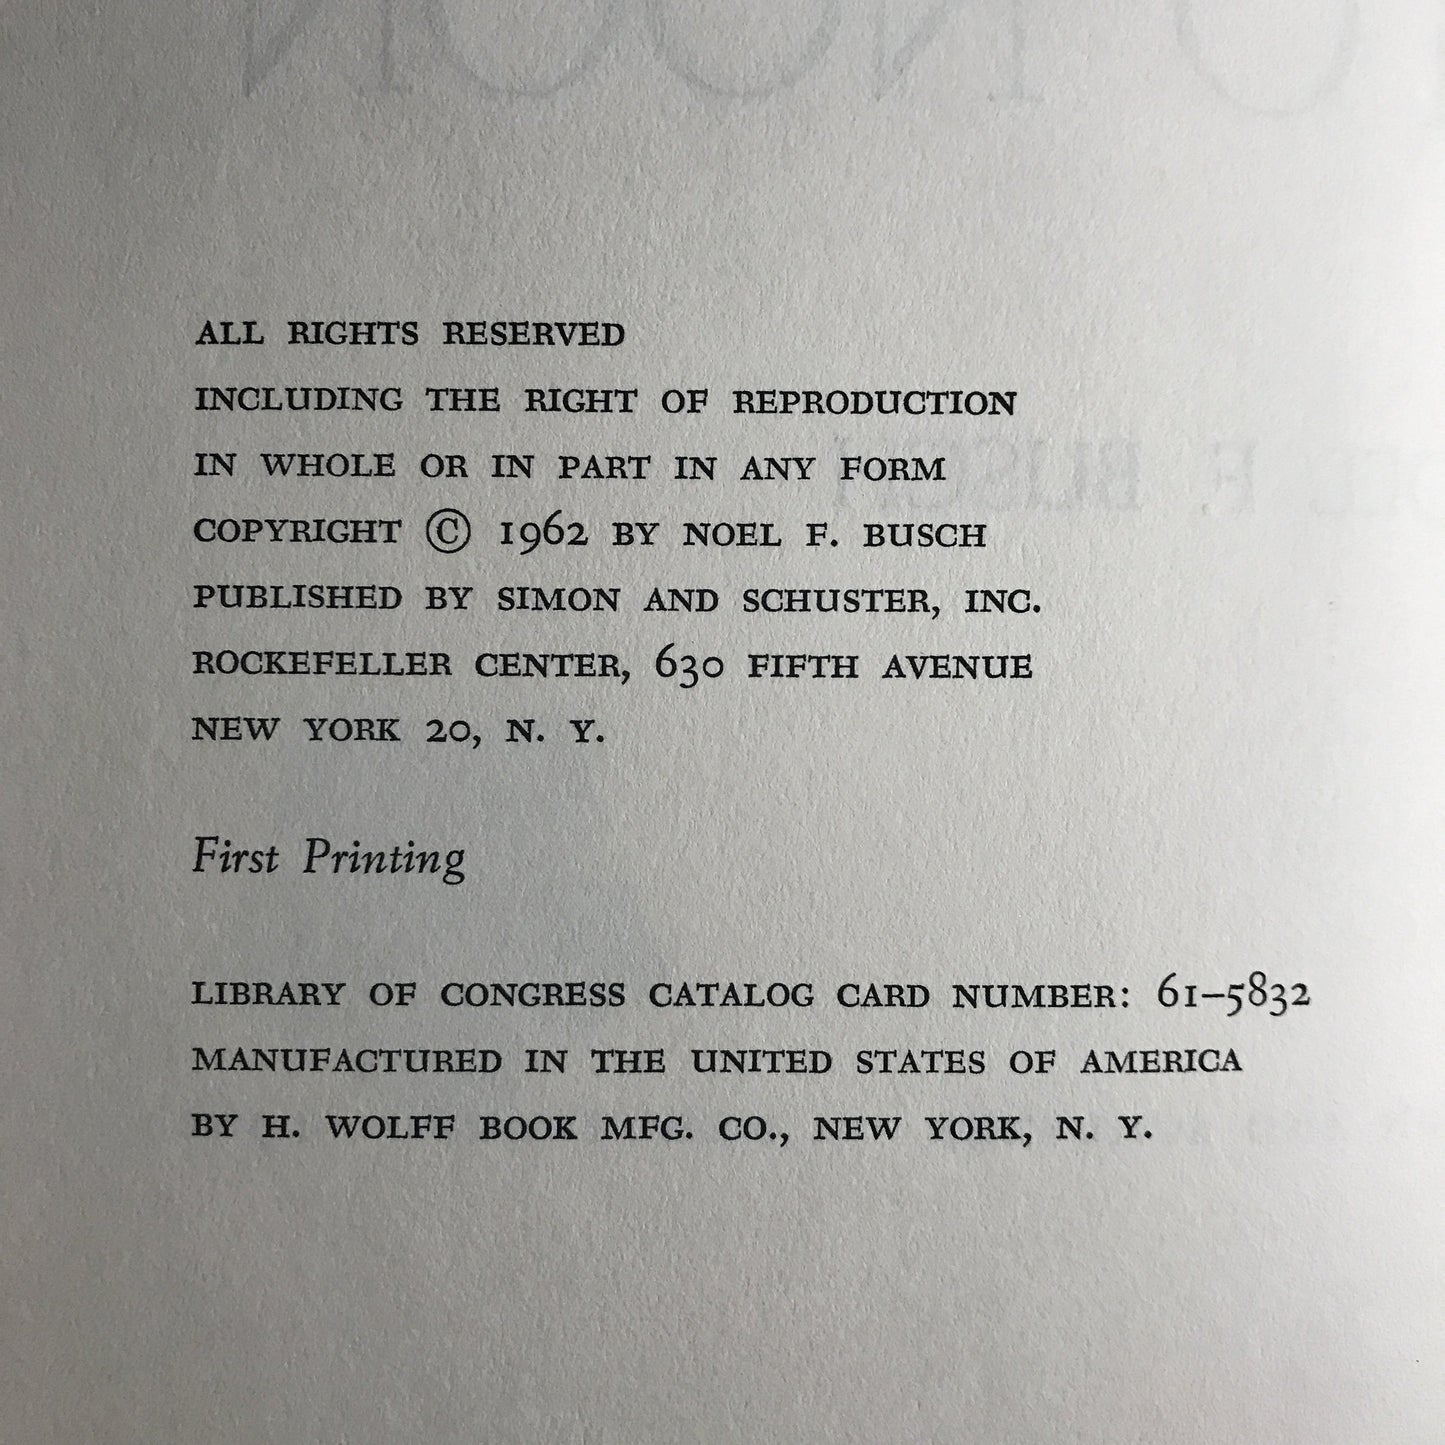 ALL RIGHTS RESERVED
INCLUDING THE RIGHT OF REPRODUCTION
IN WHOLE OR IN PART IN ANY FORM
COPYRIGHT © 1962 BY NOEL F. BUSCH
PUBLISHED BY SIMON AND SCHUSTER, INC.
ROCKEFELLER CENTER, 630 FIFTH AVENUE
NEW YORK 20, N. Y.
First Printing
LIBRARY OF CONGRESS CATALOG CARD NUMBER: 61–5832
MANUFACTURED IN THE UNITED STATES OF AMERICA
BY H. WOLFF BOOK MFG. CO., NEW YORK, N. Y.